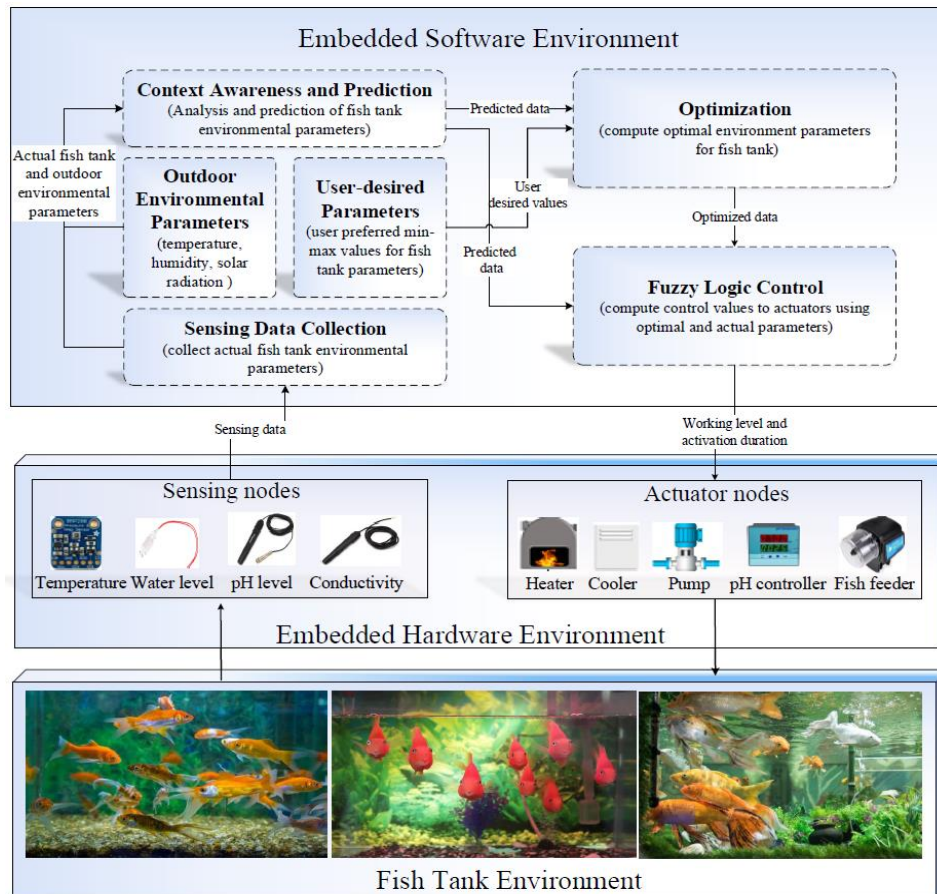 Embedded Software Environment
Context Awareness and Prediction
(Analysis and prediction of fish tank
environmental parameters)
Predicted data
Optimization
(compute optimal environment parameters
for fish tank)
Actual fish tank
and outdoor
environmental
parameters
Outdoor
Environmental
Parameters
(temperature,
humidity, solar
radiation )
User-desired
Parameters
(user preferred min-
max values for fish
tank parameters)
User
desired values
Predicted
data
Optimized data
Fuzzy Logic Control
(compute control values to actuators using
optimal and actual parameters)
Sensing Data Collection
(collect actual fish tank environmental
parameters)
Sensing data
Working level and
activation duration
Sensing nodes
Temperature
Water level
pH level
Conductivity
Actuator nodes
Heater
Cooler
Pump
pH controller
Fish feeder
Embedded Hardware Environment
Fish Tank Environment